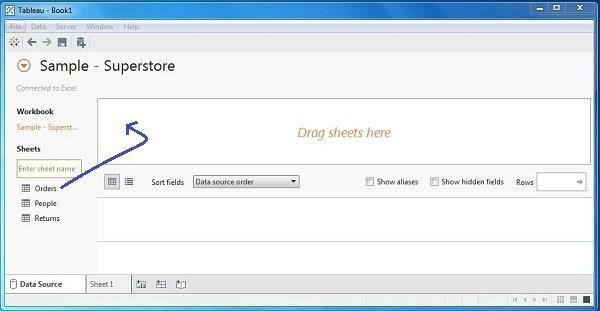 Tableau - Book1
File Data Server Window Help
Sample - Superstore
Connected to Excel
Workbook
Sample - Superst...
Drag sheets here
Sheets
Enter sheet name
Sort fields Data source order Show aliases Show hidden fields Rows
Orders
People
Returns
Data Source Sheet 1